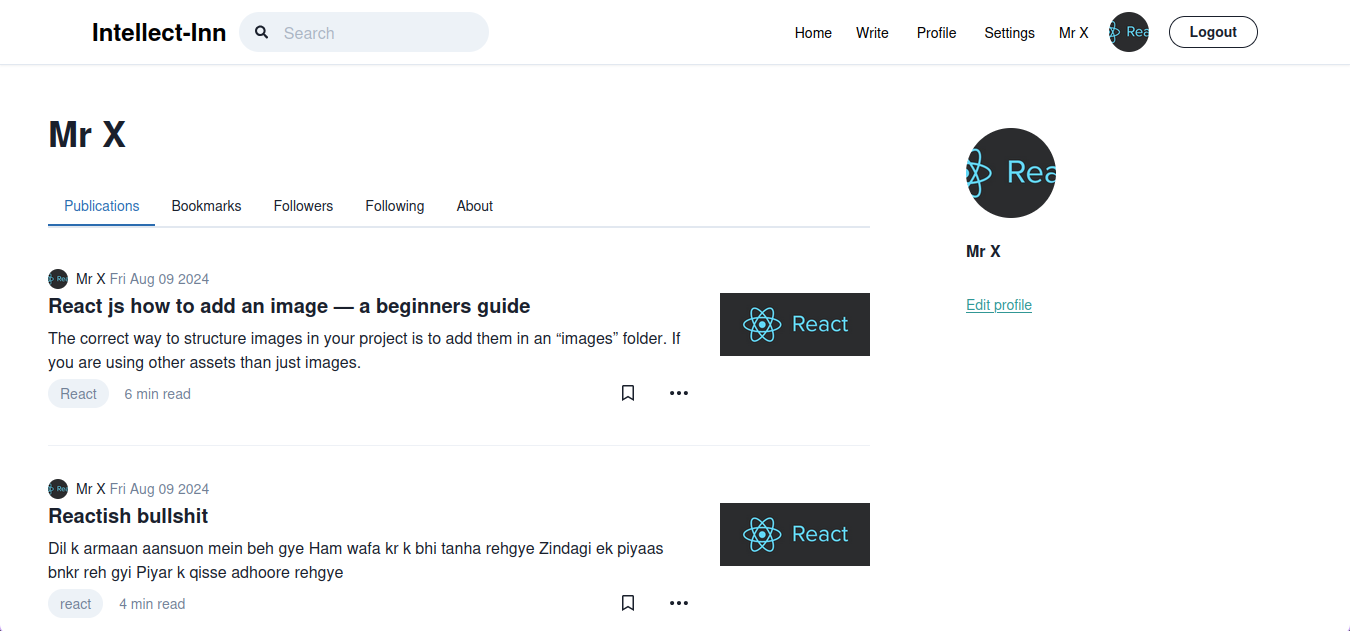 Intellect-Inn
Search
Home Write Profile Settings Mr X Logout
Mr X
Publications Bookmarks Followers Following About
Mr X Fri Aug 09 2024
React js how to add an image — a beginners guide
The correct way to structure images in your project is to add them in an “images” folder. If
you are using other assets than just images.
React 6 min read
React
Mr X Fri Aug 09 2024
Reactish bullshit
Dil k armaan aansuon mein beh gye Ham wafa kr k bhi tanha rehgye Zindagi ek piyaas
bnkr reh gyi Piyar k qisse adhoore rehgye
react 4 min read
React
Rea
Mr X
Edit profile